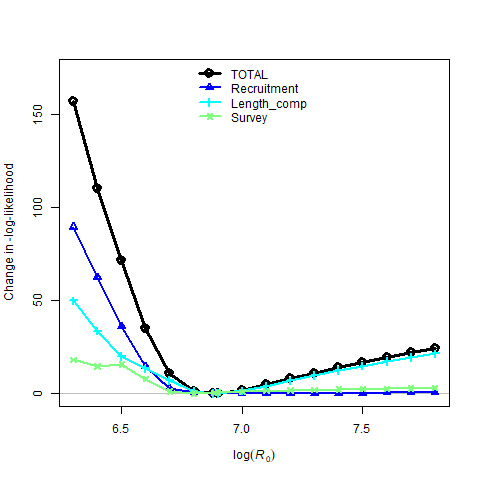 TOTAL
Recruitment
Length_comp
Survey
Change in -log-likelihood
150
100
50
0
6.5 7.0 7.5
log(R₀)